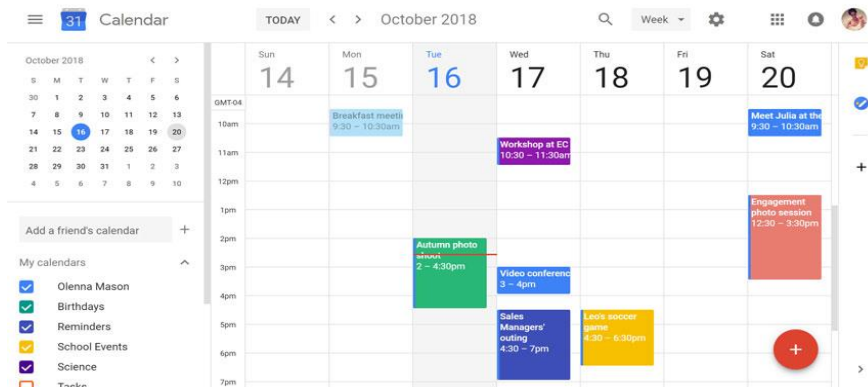 31 Calendar TODAY < > October 2018 Week
October 2018 < >
S M T W T F S
30 1 2 3 4 5 6
7 8 9 10 11 12 13
14 15 16 17 18 19 20
21 22 23 24 25 26 27
28 29 30 31 1 2 3
4 5 6 7 8 9 10
Add a friend's calendar +
My calendars
Olenna Mason
Birthdays
Reminders
School Events
Science
Tasks
Sun Mon Tue Wed Thu Fri Sat
14 15 16 17 18 19 20
GMT-04
10am
11am
12pm
1pm
2pm
3pm
4pm
5pm
6pm
7pm
Breakfast meeti
9:30 – 10:30am
Autumn photo
shoot
2 – 4:30pm
Workshop at EC
10:30 – 11:30am
Video conferenc
3 – 4pm
Sales
Managers'
outing
4:30 – 7pm
Leo's soccer
game
4:30 – 6:30pm
Meet Julia at the
9:30 – 10:30am
Engagement
photo session
12:30 – 3:30pm
+
+
>